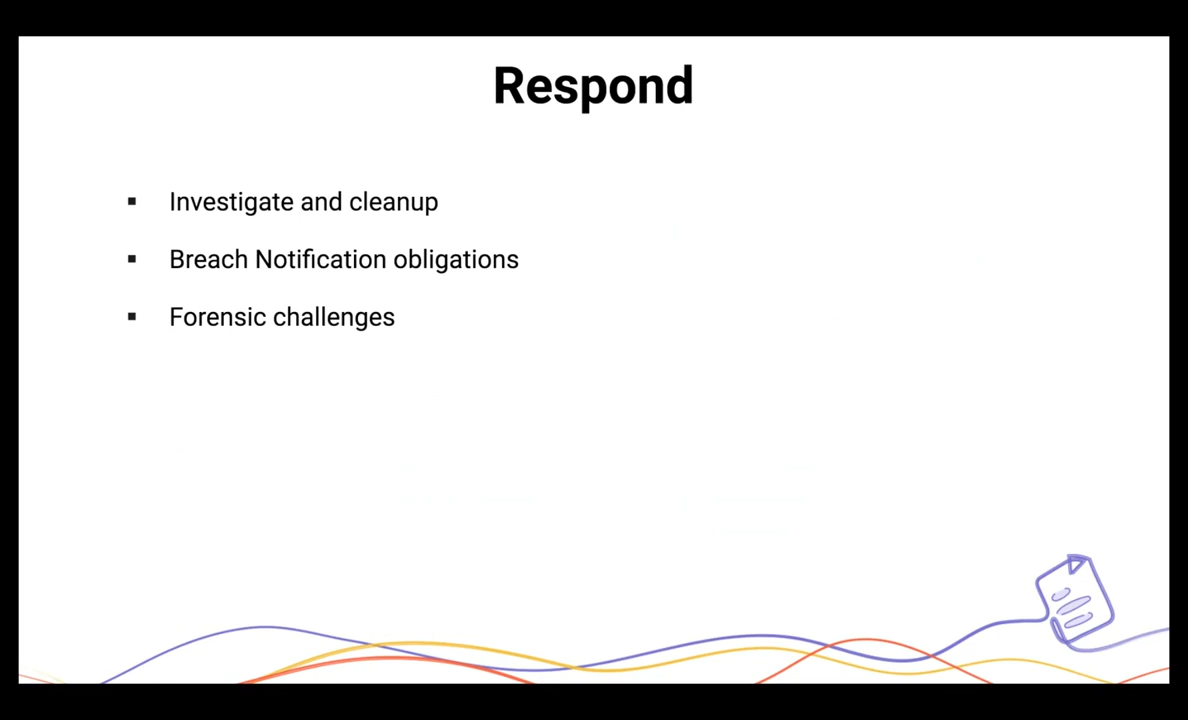 Respond
▪ Investigate and cleanup
▪ Breach Notification obligations
▪ Forensic challenges